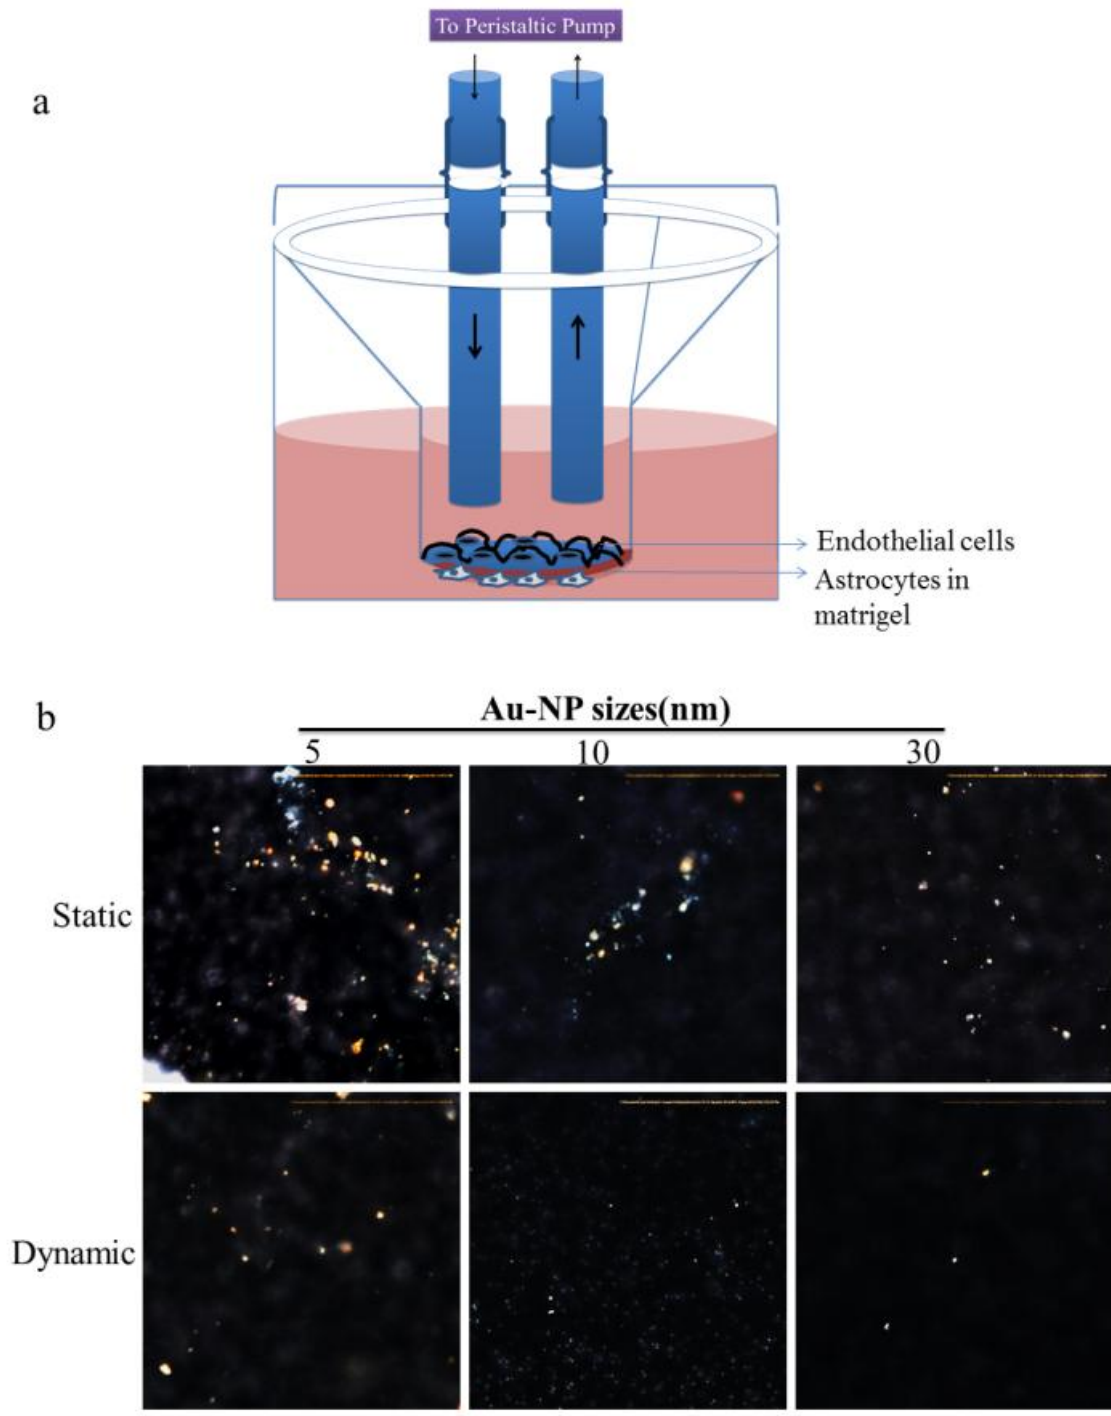 To Peristaltic Pump
a
Endothelial cells
Astrocytes in
matrigel
b
Au-NP sizes(nm)
5 10 30
Static
Dynamic